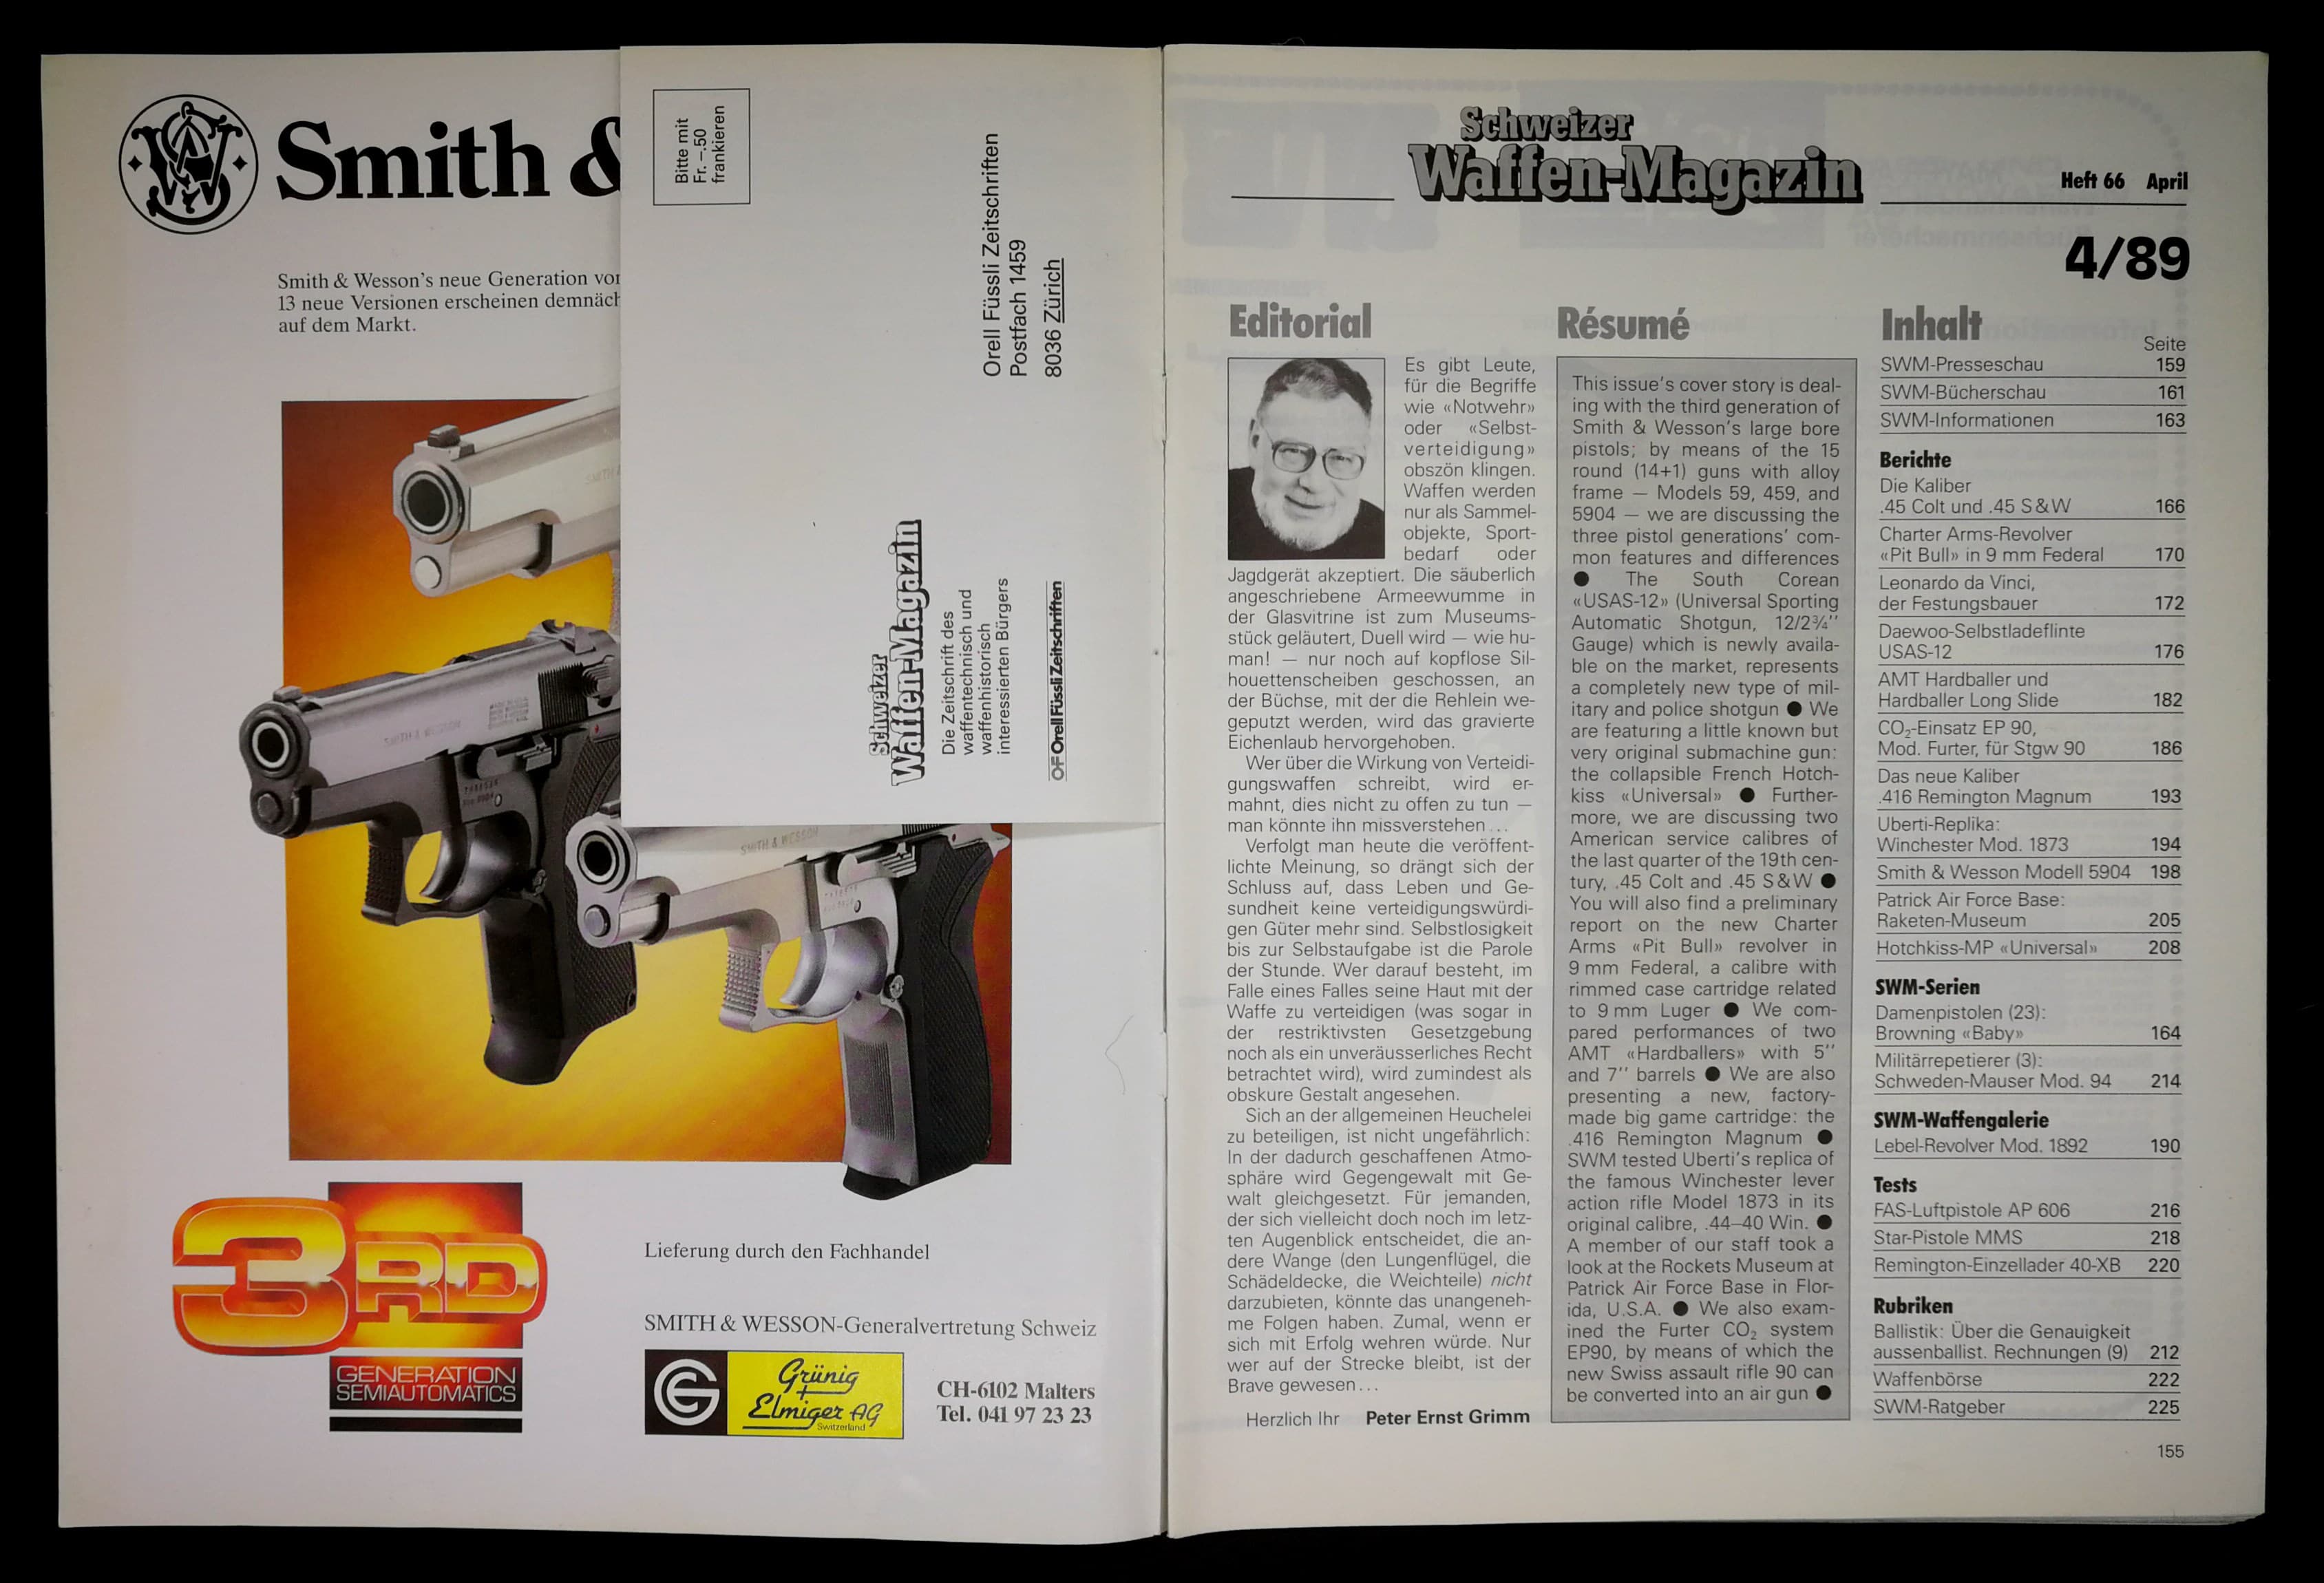 Smith &
Smith & Wesson's neue Generation
13 neue Versionen erscheinen
auf dem Markt.
SMITH & WESSON
SMITH & WESSON
3RD
GENERATION
SEMIAUTOMATICS
Lieferung durch den Fachhandel
SMITH & WESSON-Generalvertretung Schweiz
Grünig
+
Elmiger AG
Switzerland
CH-6102 Malters
Tel. 041 97 23 23
Bitte mit
Fr. –.50
frankieren
Orell Füssli Zeitschriften
Postfach 1459
8036 Zürich
Schweizer
Waffen-Magazin
Die Zeitschrift des
waffentechnisch und
waffenhistorisch
interessierten Bürgers
OF Orell Füssli Zeitschriften
Schweizer
Waffen-Magazin
Heft 66 April
4/89
Editorial
Es gibt Leute,
für die Begriffe
wie «Notwehr»
oder «Selbst-
verteidigung»
obszön klingen.
Waffen werden
nur als Sammel-
objekte, Sport-
bedarf oder
Jagdgerät akzeptiert. Die säuberlich
angeschriebene Armeewumme in
der Glasvitrine ist zum Museums-
stück geläutert, Duell wird — wie hu-
man! — nur noch auf kopflose Sil-
houettenscheiben geschossen, an
der Büchse, mit der die Rehlein we-
geputzt werden, wird das gravierte
Eichenlaub hervorgehoben.
Wer über die Wirkung von Verteidi-
gungswaffen schreibt, wird er-
mahnt, dies nicht zu offen zu tun —
man könnte ihn missverstehen...
Verfolgt man heute die veröffent-
lichte Meinung, so drängt sich der
Schluss auf, dass Leben und Ge-
sundheit keine verteidigungswürdi-
gen Güter mehr sind. Selbstlosigkeit
bis zur Selbstaufgabe ist die Parole
der Stunde. Wer darauf besteht, im
Falle eines Falles seine Haut mit der
Waffe zu verteidigen (was sogar in
der restriktivsten Gesetzgebung
noch als ein unveräusserliches Recht
betrachtet wird), wird zumindest als
obskure Gestalt angesehen.
Sich an der allgemeinen Heuchelei
zu beteiligen, ist nicht ungefährlich:
In der dadurch geschaffenen Atmo-
sphäre wird Gegengewalt mit Ge-
walt gleichgesetzt. Für jemanden,
der sich vielleicht doch noch im letz-
ten Augenblick entscheidet, die an-
dere Wange (den Lungenflügel, die
Schädeldecke, die Weichteile) nicht
darzubieten, könnte das unangeneh-
me Folgen haben. Zumal, wenn er
sich mit Erfolg wehren würde. Nur
wer auf der Strecke bleibt, ist der
Brave gewesen...
Herzlich Ihr Peter Ernst Grimm
Résumé
This issue's cover story is deal-
ing with the third generation of
Smith & Wesson's large bore
pistols; by means of the 15
round (14+1) guns with alloy
frame — Models 59, 459, and
5904 — we are discussing the
three pistol generations' com-
mon features and differences
● The South Corean
«USAS-12» (Universal Sporting
Automatic Shotgun, 12/2¾''
Gauge) which is newly availa-
ble on the market, represents
a completely new type of mil-
itary and police shotgun ● We
are featuring a little known but
very original submachine gun:
the collapsible French Hotch-
kiss «Universal» ● Further-
more, we are discussing two
American service calibres of
the last quarter of the 19th cen-
tury, .45 Colt and .45 S&W ●
You will also find a preliminary
report on the new Charter
Arms «Pit Bull» revolver in
9 mm Federal, a calibre with
rimmed case cartridge related
to 9 mm Luger ● We com-
pared performances of two
AMT «Hardballers» with 5''
and 7'' barrels ● We are also
presenting a new, factory-
made big game cartridge: the
.416 Remington Magnum ●
SWM tested Uberti's replica of
the famous Winchester lever
action rifle Model 1873 in its
original calibre, .44–40 Win. ●
A member of our staff took a
look at the Rockets Museum at
Patrick Air Force Base in Flor-
ida, U.S.A. ● We also exam-
ined the Furter CO₂ system
EP90, by means of which the
new Swiss assault rifle 90 can
be converted into an air gun ●
Inhalt
Seite
SWM-Presseschau 159
SWM-Bücherschau 161
SWM-Informationen 163
Berichte
Die Kaliber
.45 Colt und .45 S&W 166
Charter Arms-Revolver
«Pit Bull» in 9 mm Federal 170
Leonardo da Vinci,
der Festungsbauer 172
Daewoo-Selbstladeflinte
USAS-12 176
AMT Hardballer und
Hardballer Long Slide 182
CO₂-Einsatz EP 90,
Mod. Furter, für Stgw 90 186
Das neue Kaliber
.416 Remington Magnum 193
Uberti-Replika:
Winchester Mod. 1873 194
Smith & Wesson Modell 5904 198
Patrick Air Force Base:
Raketen-Museum 205
Hotchkiss-MP «Universal» 208
SWM-Serien
Damenpistolen (23):
Browning «Baby» 164
Militärrepetierer (3):
Schweden-Mauser Mod. 94 214
SWM-Waffengalerie
Lebel-Revolver Mod. 1892 190
Tests
FAS-Luftpistole AP 606 216
Star-Pistole MMS 218
Remington-Einzellader 40-XB 220
Rubriken
Ballistik: Über die Genauigkeit
aussenballist. Rechnungen (9) 212
Waffenbörse 222
SWM-Ratgeber 225
155